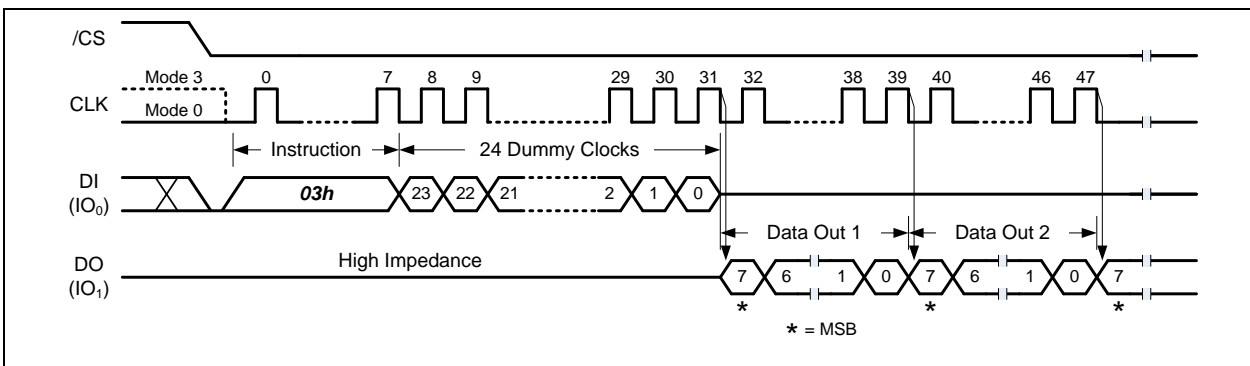 /CS
Mode 3 0 7 8 9 29 30 31 32 38 39 40 46 47
CLK
Mode 0
Instruction 24 Dummy Clocks
DI
(IO₀)
03h 23 22 21 2 1 0
Data Out 1 Data Out 2
DO
(IO₁)
High Impedance
7 6 1 0 7 6 1 0 7
* * *
* = MSB